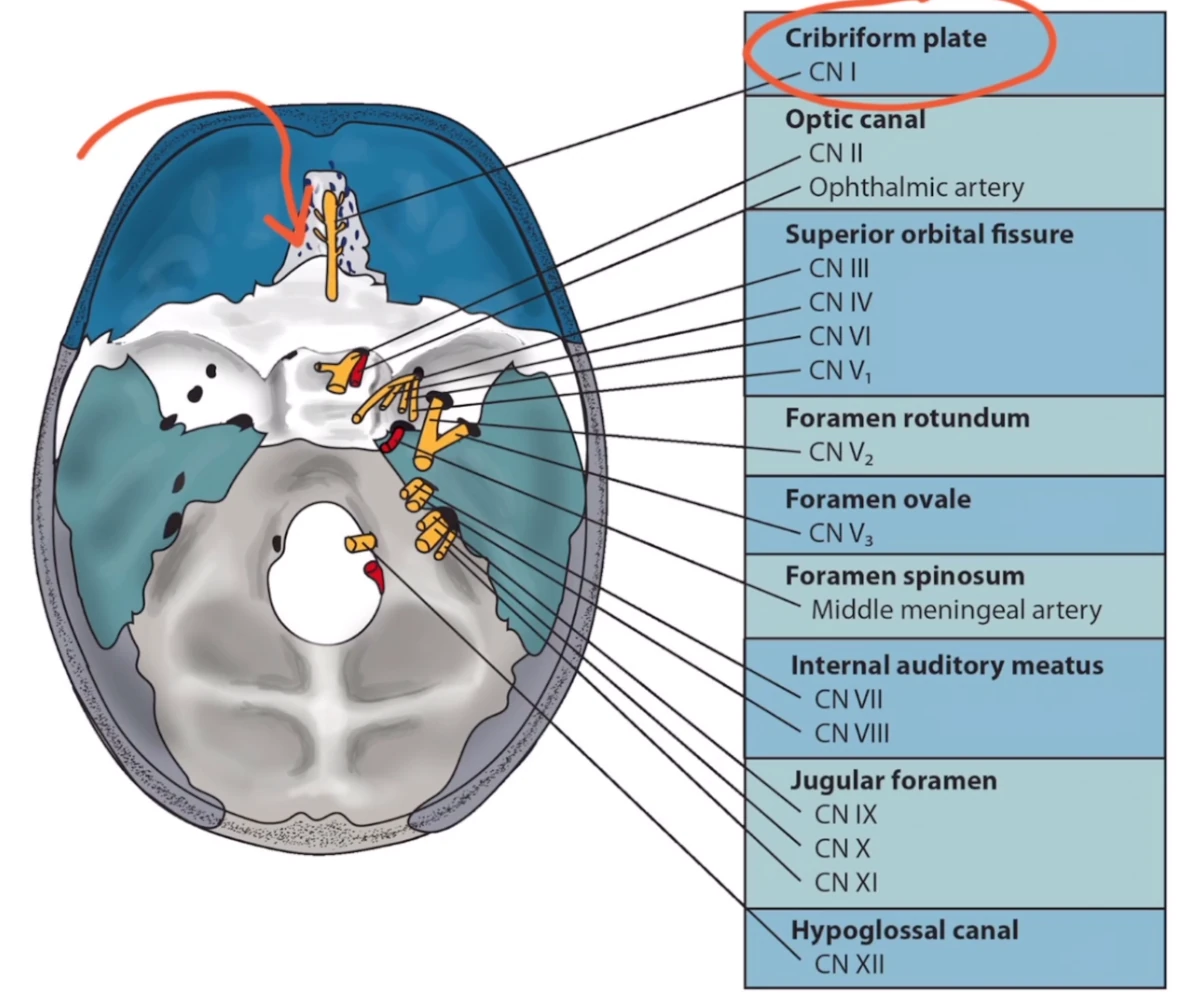 Cribriform plate
CN I
Optic canal
CN II
Ophthalmic artery
Superior orbital fissure
CN III
CN IV
CN VI
CN V₁
Foramen rotundum
CN V₂
Foramen ovale
CN V₃
Foramen spinosum
Middle meningeal artery
Internal auditory meatus
CN VII
CN VIII
Jugular foramen
CN IX
CN X
CN XI
Hypoglossal canal
CN XII